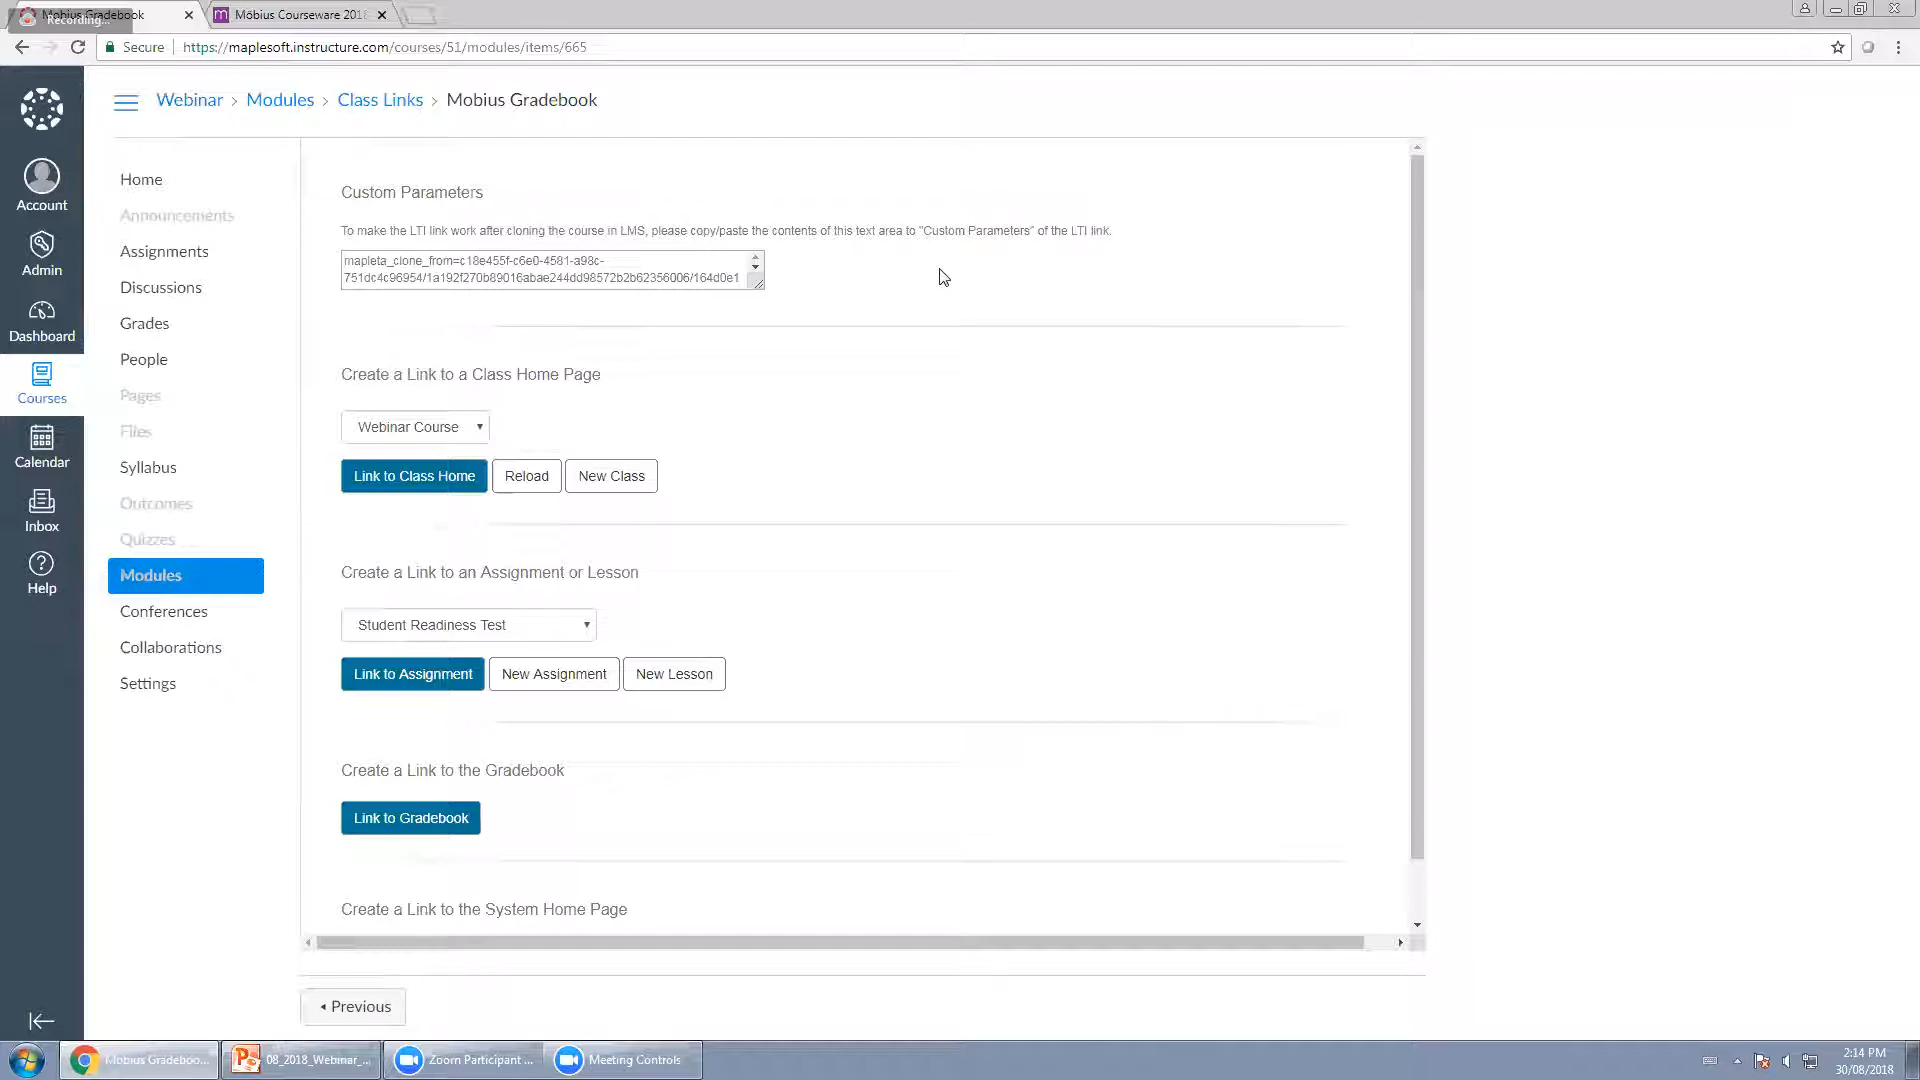 Mobius Gradebook
Recording...
Möbius Courseware 2018
Secure
https://maplesoft.instructure.com/courses/51/modules/items/665
Webinar > Modules > Class Links > Mobius Gradebook
Account
Admin
Dashboard
Courses
Calendar
Inbox
Help
Home
Announcements
Assignments
Discussions
Grades
People
Pages
Files
Syllabus
Outcomes
Quizzes
Modules
Conferences
Collaborations
Settings
Custom Parameters
To make the LTI link work after cloning the course in LMS, please copy/paste the contents of this text area to "Custom Parameters" of the LTI link.
mapleta_clone_from=c18e455f-c6e0-4581-a98c-
751dc4c96954/1a192f270b89016abae244dd98572b2b62356006/164d0e1
Create a Link to a Class Home Page
Webinar Course
Link to Class Home
Reload
New Class
Create a Link to an Assignment or Lesson
Student Readiness Test
Link to Assignment
New Assignment
New Lesson
Create a Link to the Gradebook
Link to Gradebook
Create a Link to the System Home Page
Previous
Mobius Gradeboo...
08_2018_Webinar_...
Zoom Participant ...
Meeting Controls
2:14 PM
30/08/2018